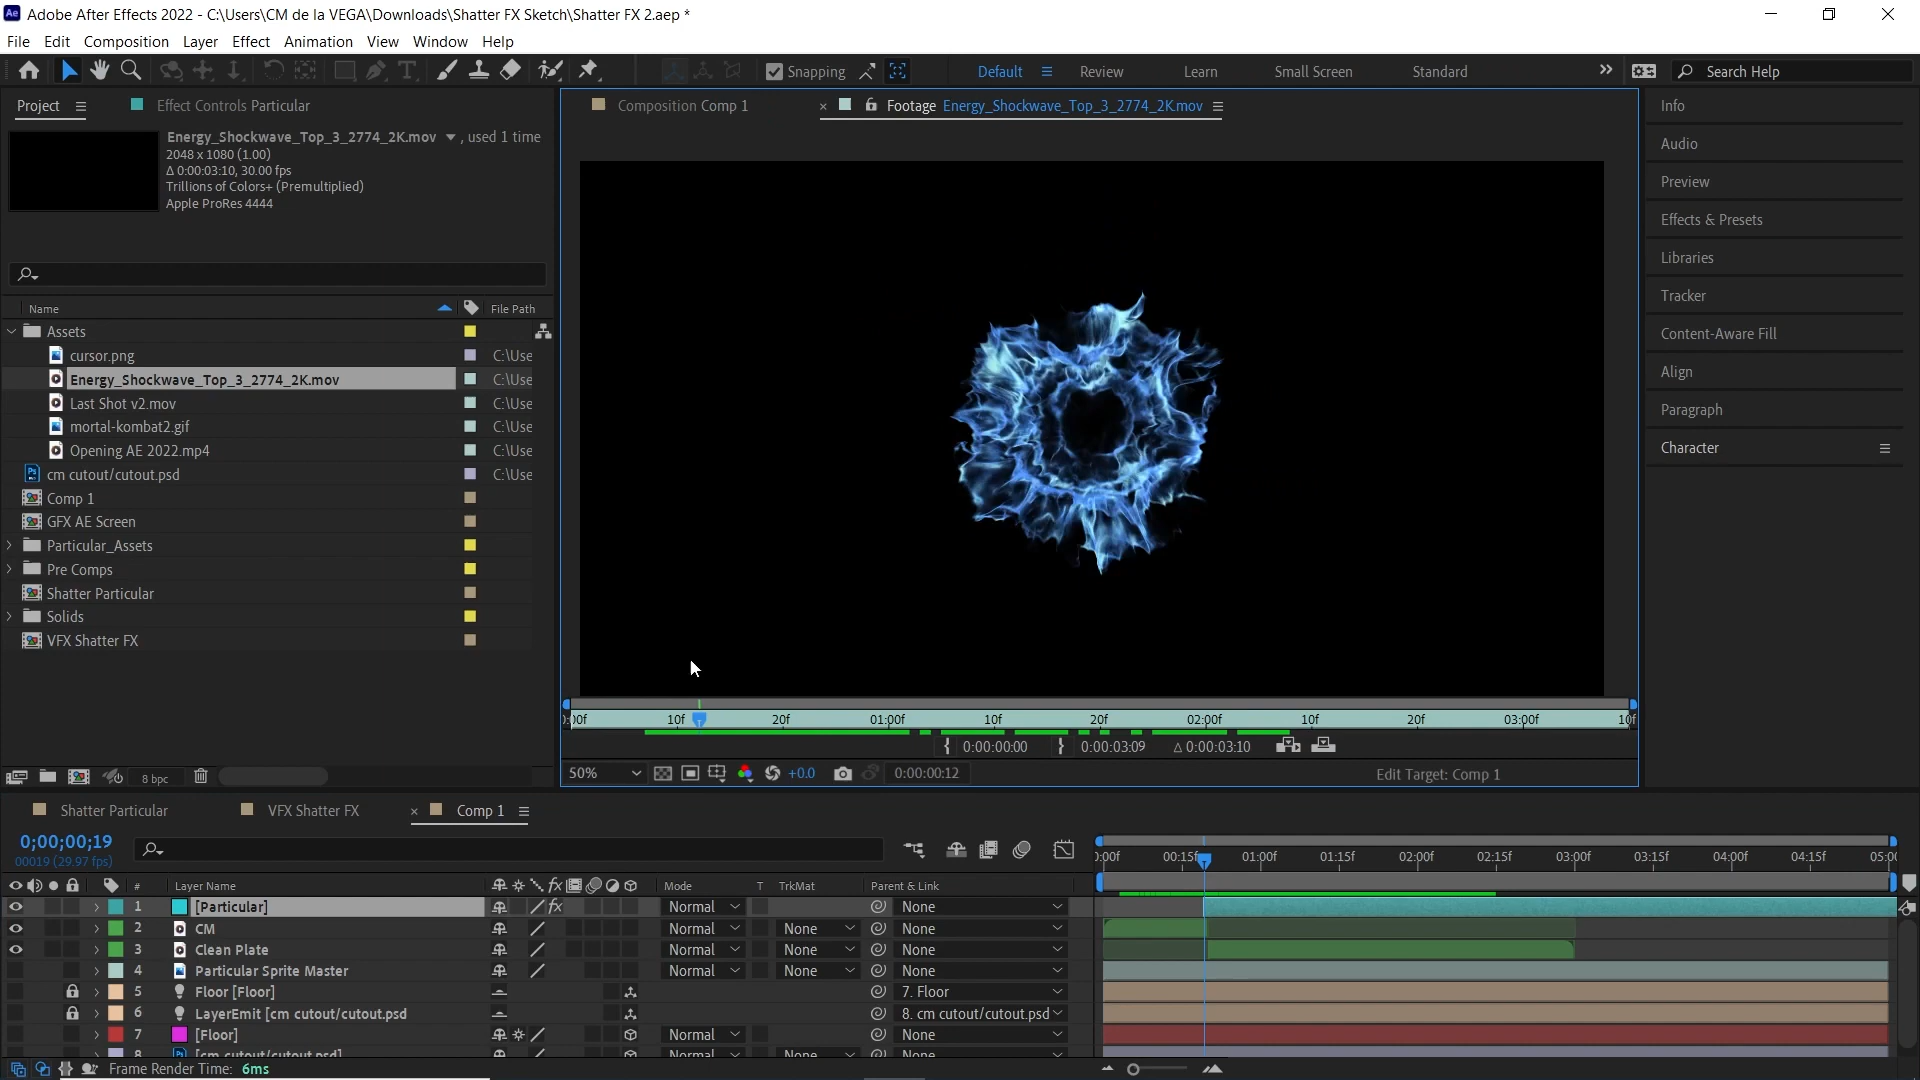 Adobe After Effects 2022 - C:\Users\CM de la VEGA\Downloads\Shatter FX Sketch\Shatter FX 2.aep *
File Edit Composition Layer Effect Animation View Window Help
Snapping Default Review Learn Small Screen Standard Search Help
Project Effect Controls Particular
Energy_Shockwave_Top_3_2774_2K.mov , used 1 time
2048 x 1080 (1.00)
Δ 0:00:03:10, 30.00 fps
Trillions of Colors+ (Premultiplied)
Apple ProRes 4444
Name File Path
Assets
cursor.png C:\Use
Energy_Shockwave_Top_3_2774_2K.mov C:\Use
Last Shot v2.mov C:\Use
mortal-kombat2.gif C:\Use
Opening AE 2022.mp4 C:\Use
cm cutout/cutout.psd C:\Use
Comp 1
GFX AE Screen
Particular_Assets
Pre Comps
Shatter Particular
Solids
VFX Shatter FX
8 bpc
Composition Comp 1 Footage Energy_Shockwave_Top_3_2774_2K.mov
10f 20f 01:00f 10f 20f 02:00f 10f 20f 03:00f
0:00:00:00 0:00:03:09 Δ 0:00:03:10
50% +0.0 0:00:00:12 Edit Target: Comp 1
Info
Audio
Preview
Effects & Presets
Libraries
Tracker
Content-Aware Fill
Align
Paragraph
Character
Shatter Particular VFX Shatter FX Comp 1
0;00;00;19
00019 (29.97 fps)
00:15f 01:00f 01:15f 02:00f 02:15f 03:00f 03:15f 04:00f 04:15f
# Layer Name Mode T TrkMat Parent & Link
1 [Particular] Normal None
2 CM Normal None None
3 Clean Plate Normal None None
4 Particular Sprite Master Normal None None
5 Floor [Floor] 7. Floor
6 LayerEmit [cm cutout/cutout.psd 8. cm cutout/cutout.psd
7 [Floor] Normal None
8 [cm cutout/cutout.psd] Normal None None
Frame Render Time: 6ms